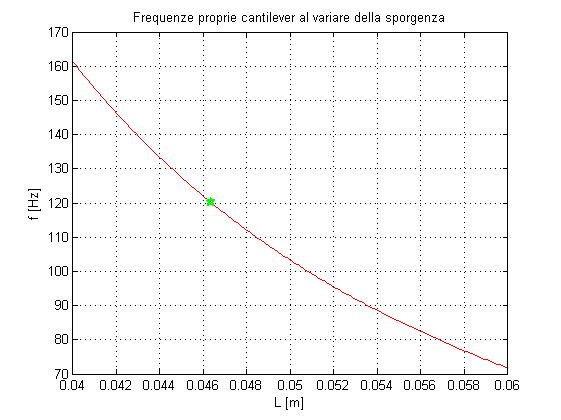 Frequenze proprie cantilever al variare della sporgenza
170
160
150
140
130
120
110
100
90
80
70
f [Hz]
0.04 0.042 0.044 0.046 0.048 0.05 0.052 0.054 0.056 0.058 0.06
L [m]